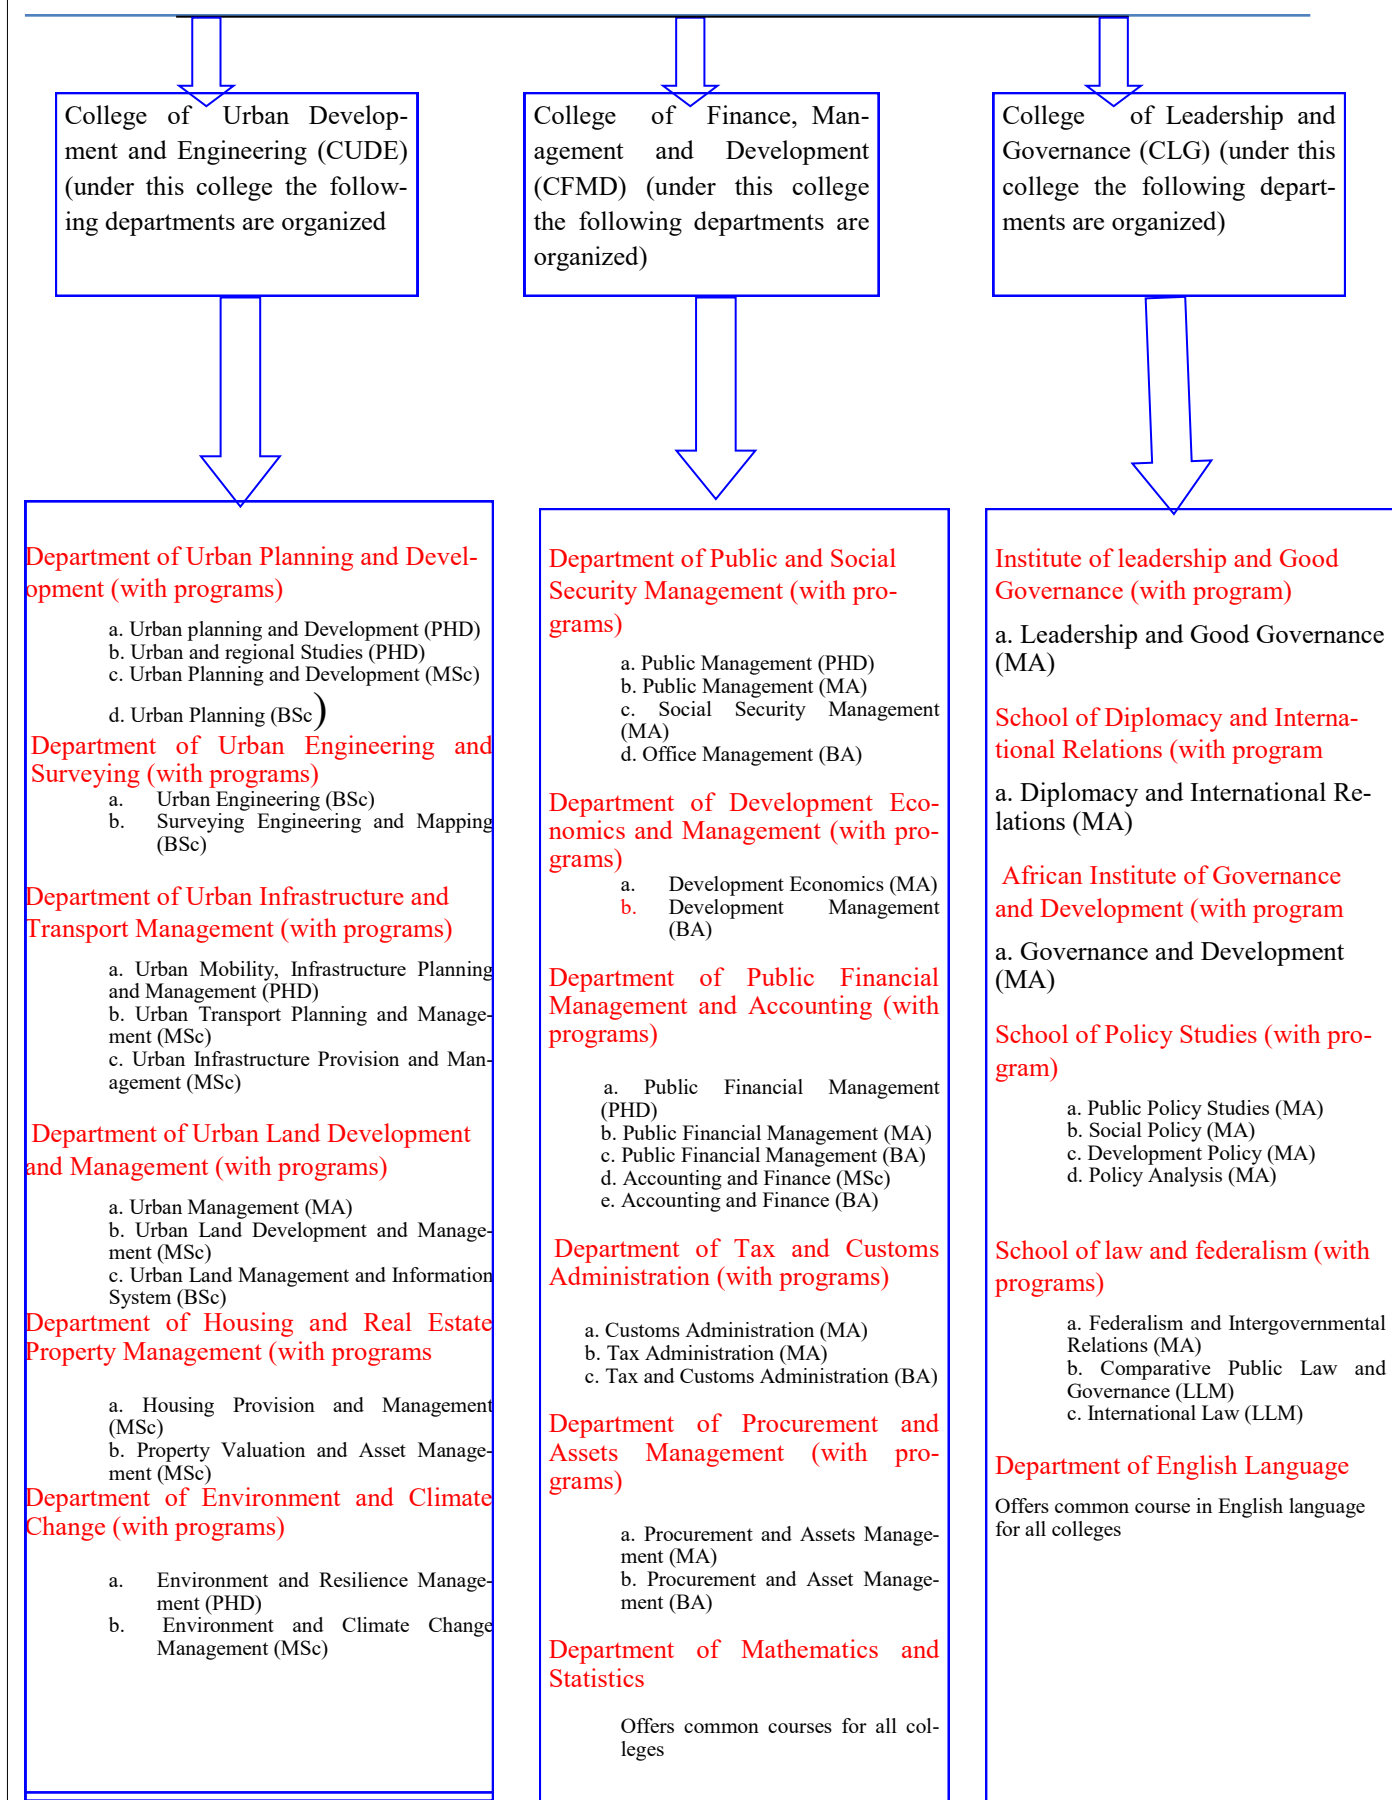 College of Urban Develop-
ment and Engineering (CUDE)
(under this college the follow-
ing departments are organized
College of Finance, Man-
agement and Development
(CFMD) (under this college
the following departments are
organized)
College of Leadership and
Governance (CLG) (under this
college the following depart-
ments are organized)
Department of Urban Planning and Devel-
opment (with programs)
a. Urban planning and Development (PHD)
b. Urban and regional Studies (PHD)
c. Urban Planning and Development (MSc)
d. Urban Planning (BSc)
Department of Urban Engineering and
Surveying (with programs)
a. Urban Engineering (BSc)
b. Surveying Engineering and Mapping
(BSc)
Department of Urban Infrastructure and
Transport Management (with programs)
a. Urban Mobility, Infrastructure Planning
and Management (PHD)
b. Urban Transport Planning and Manage-
ment (MSc)
c. Urban Infrastructure Provision and Man-
agement (MSc)
Department of Urban Land Development
and Management (with programs)
a. Urban Management (MA)
b. Urban Land Development and Manage-
ment (MSc)
c. Urban Land Management and Information
System (BSc)
Department of Housing and Real Estate
Property Management (with programs
a. Housing Provision and Management
(MSc)
b. Property Valuation and Asset Manage-
ment (MSc)
Department of Environment and Climate
Change (with programs)
a. Environment and Resilience Manage-
ment (PHD)
b. Environment and Climate Change
Management (MSc)
Department of Public and Social
Security Management (with pro-
grams)
a. Public Management (PHD)
b. Public Management (MA)
c. Social Security Management
(MA)
d. Office Management (BA)
Department of Development Eco-
nomics and Management (with pro-
grams)
a. Development Economics (MA)
b. Development Management
(BA)
Department of Public Financial
Management and Accounting (with
programs)
a. Public Financial Management
(PHD)
b. Public Financial Management (MA)
c. Public Financial Management (BA)
d. Accounting and Finance (MSc)
e. Accounting and Finance (BA)
Department of Tax and Customs
Administration (with programs)
a. Customs Administration (MA)
b. Tax Administration (MA)
c. Tax and Customs Administration (BA)
Department of Procurement and
Assets Management (with pro-
grams)
a. Procurement and Assets Manage-
ment (MA)
b. Procurement and Asset Manage-
ment (BA)
Department of Mathematics and
Statistics
Offers common courses for all col-
leges
Institute of leadership and Good
Governance (with program)
a. Leadership and Good Governance
(MA)
School of Diplomacy and Interna-
tional Relations (with program
a. Diplomacy and International Re-
lations (MA)
African Institute of Governance
and Development (with program
a. Governance and Development
(MA)
School of Policy Studies (with pro-
gram)
a. Public Policy Studies (MA)
b. Social Policy (MA)
c. Development Policy (MA)
d. Policy Analysis (MA)
School of law and federalism (with
programs)
a. Federalism and Intergovernmental
Relations (MA)
b. Comparative Public Law and
Governance (LLM)
c. International Law (LLM)
Department of English Language
Offers common course in English language
for all colleges